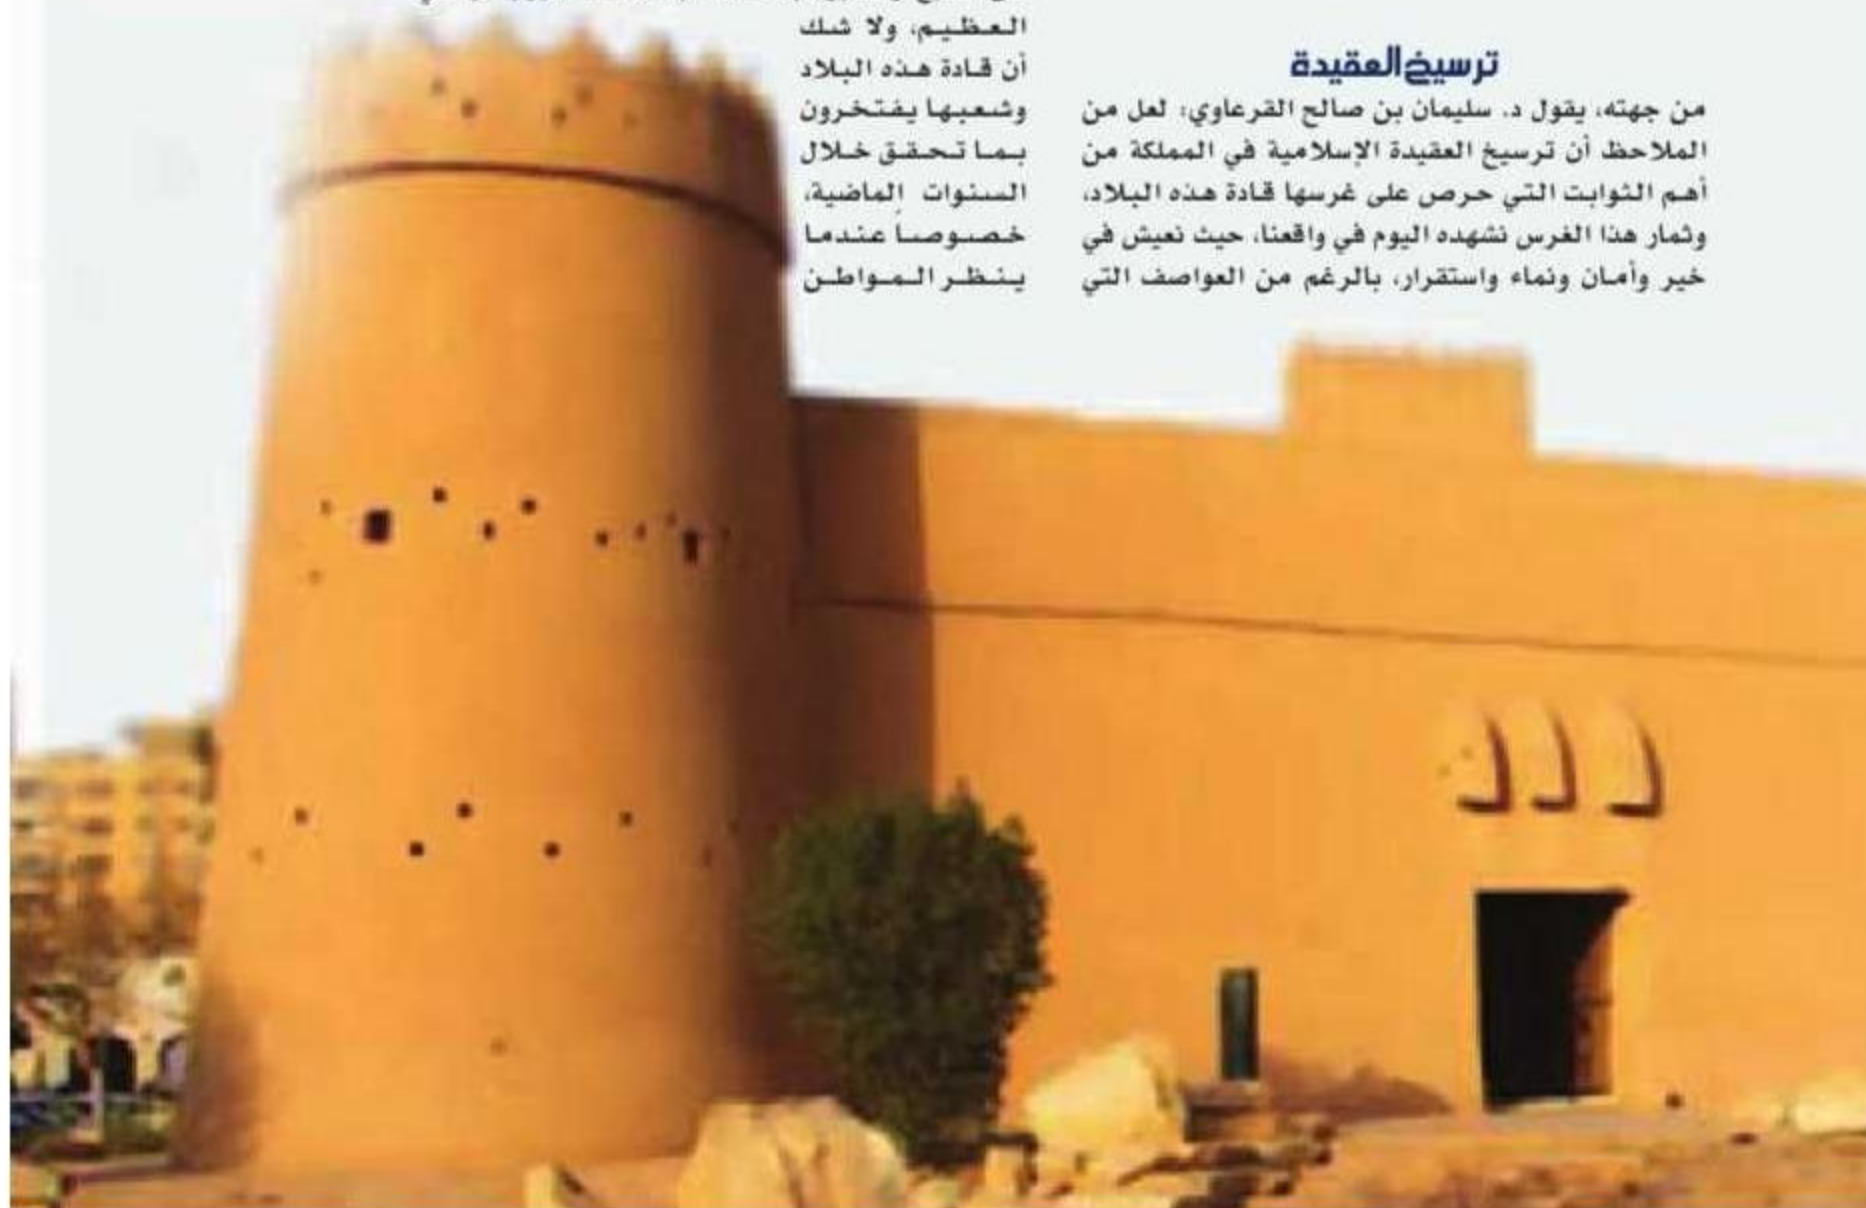 ترسيخ العقيدة
من جهته، يقول د. سليمان بن صالح القرعاوي: لعل من
الملاحظ أن ترسيخ العقيدة الإسلامية في المملكة من
أهم الثوابت التي حرص على غرسها قادة هذه البلاد،
وثمار هذا الغرس نشهده اليوم في واقعنا، حيث نعيش في
خير وأمان ونماء واستقرار، بالرغم من العواصف التي
العظيم، ولا شك
أن قادة هذه البلاد
وشعبها يفتخرون
بما تحقق خلال
السنوات الماضية،
خصوصاً عندما
ينظر المواطن